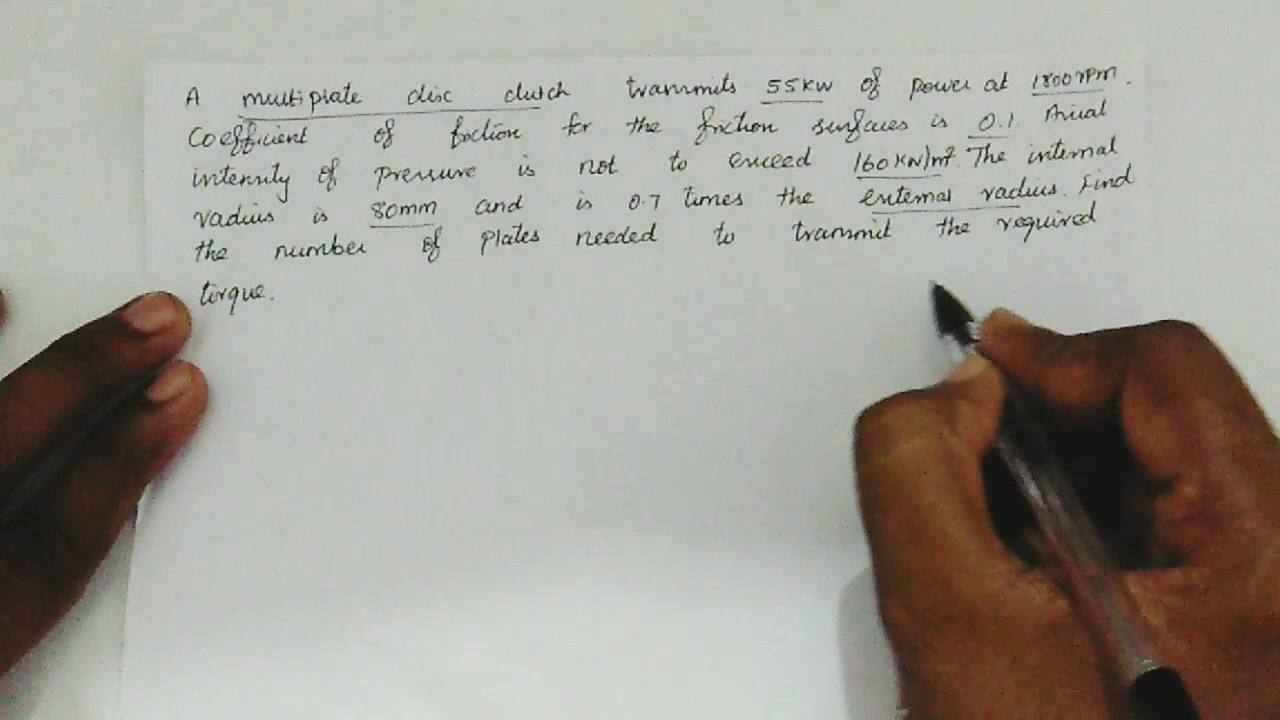 A multiplate disc clutch transmits 55kw of power at 1800rpm.
Coefficient of friction for the friction surfaces is 0.1. Axial
intensity of pressure is not to exceed 160KN/m². The internal
radius is 80mm and is 0.7 times the external radius. Find
the number of plates needed to transmit the required
torque.